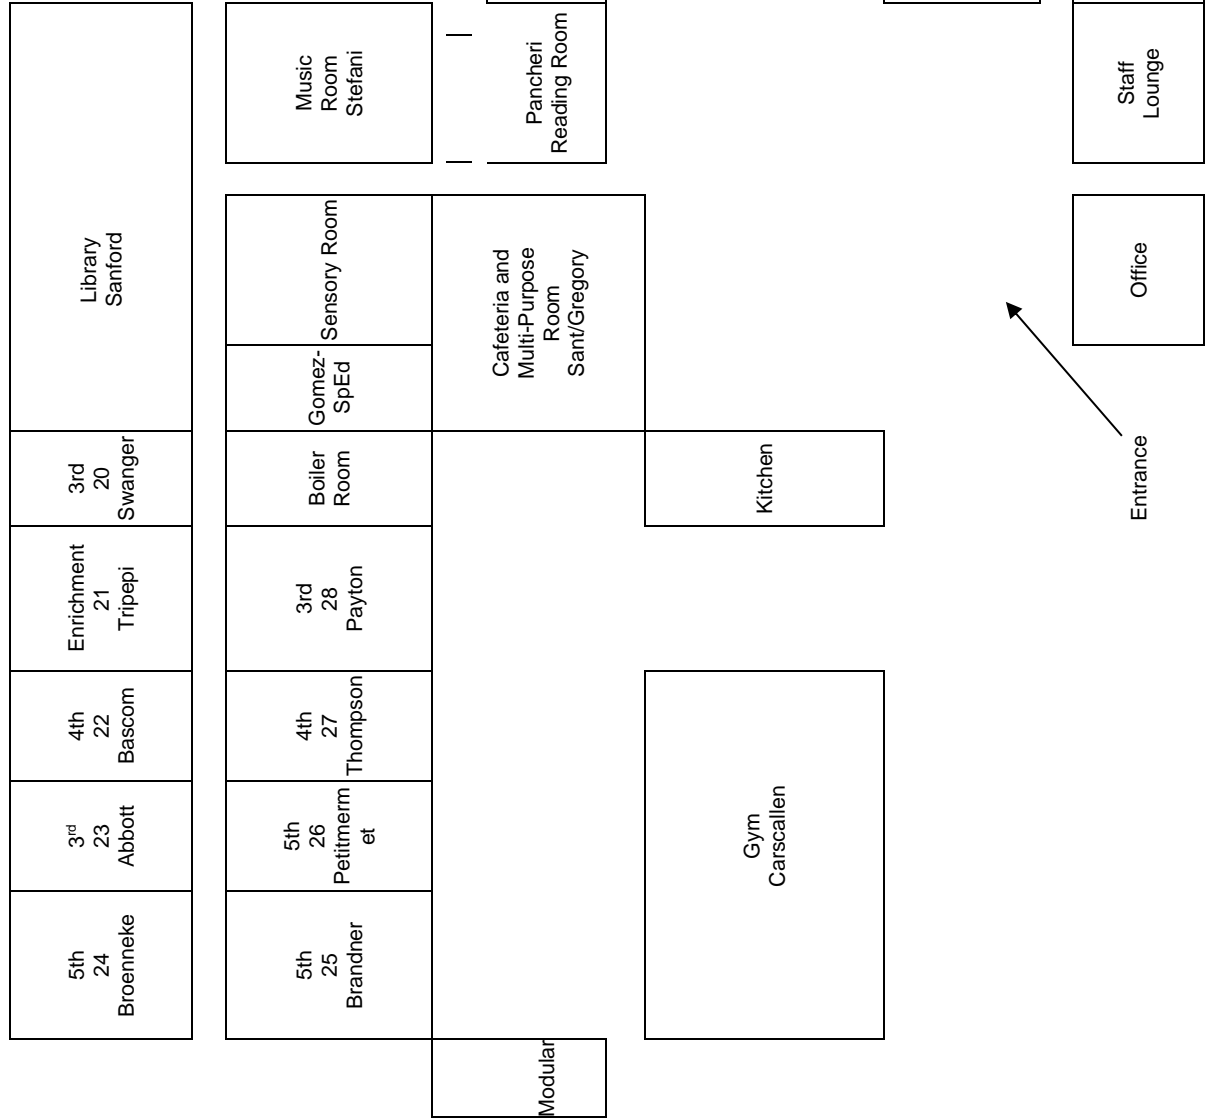 Library
Sanford
3rd
20
Swanger
Enrichment
21
Tripepi
4th
22
Bascom
3rd
23
Abbott
5th
24
Broenneke
Music
Room
Stefani
Sensory Room
Gomez-
SpEd
Boiler
Room
3rd
28
Payton
4th
27
Thompson
5th
26
Petitmerm
et
5th
25
Brandner
Pancheri
Reading Room
Cafeteria and
Multi-Purpose
Room
Sant/Gregory
Modular
Kitchen
Gym
Carscallen
Staff
Lounge
Office
Entrance